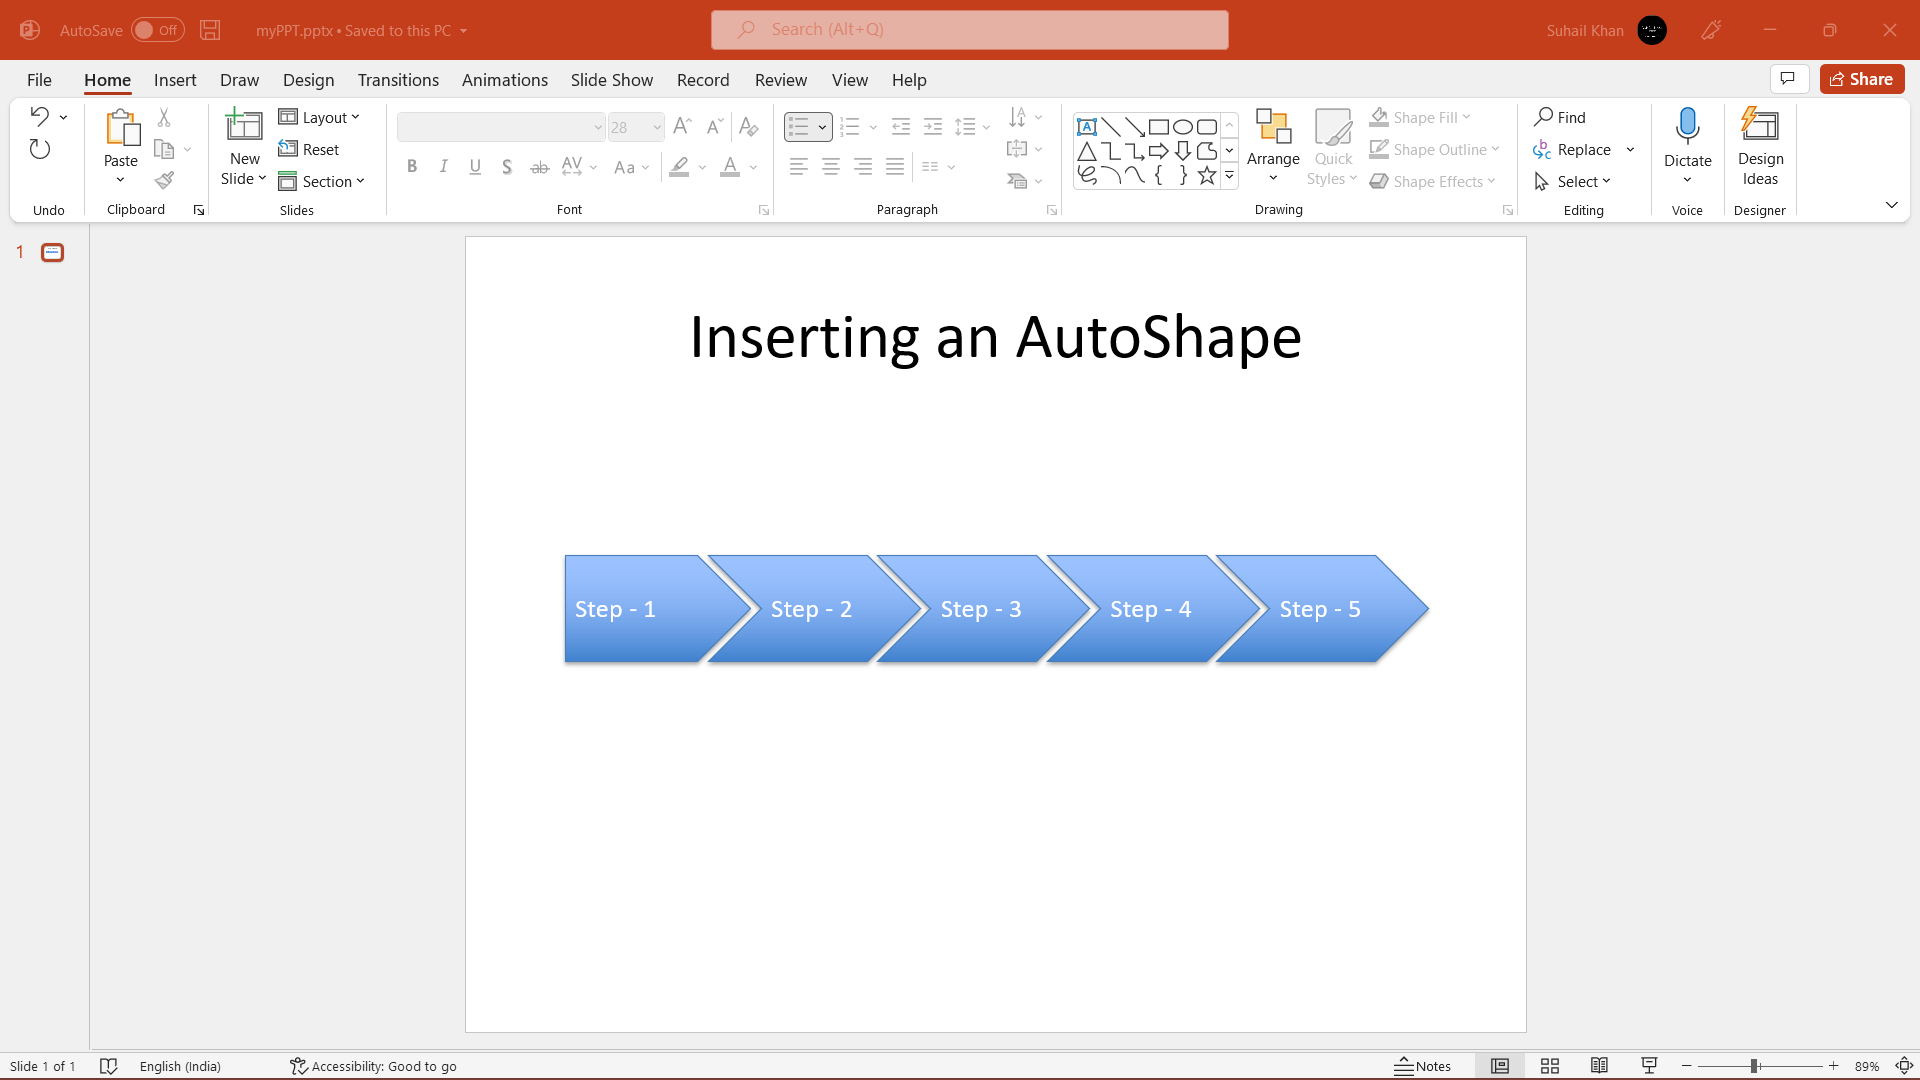 AutoSave Off myPPT.pptx • Saved to this PC Search (Alt+Q) Suhail Khan
File Home Insert Draw Design Transitions Animations Slide Show Record Review View Help Share
Undo
Paste
Clipboard
New Slide
Layout
Reset
Section
Slides
28
B I U S ab AV Aa A
Font
Paragraph
Drawing
Arrange
Quick Styles
Shape Fill
Shape Outline
Shape Effects
Find
Replace
Select
Editing
Dictate
Voice
Design Ideas
Designer
1
Inserting an AutoShape
Step - 1 Step - 2 Step - 3 Step - 4 Step - 5
Slide 1 of 1 English (India) Accessibility: Good to go Notes 89%